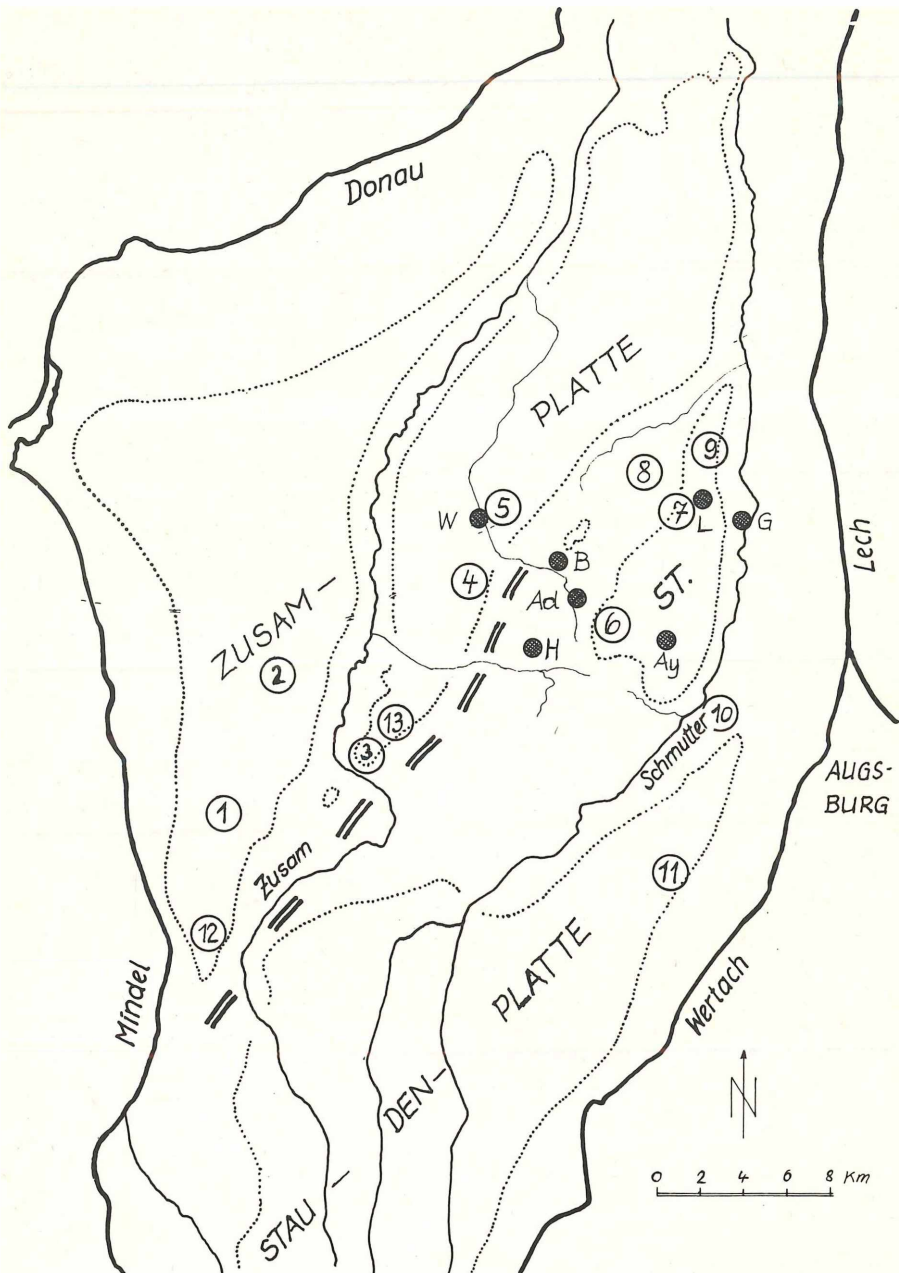 Donau
PLATTE
9
8
7
L
G
W
5
B
Lech
4
Ad
ST.
6
H
Ay
ZUSAM-
2
13
3
Schmutter
10
AUGS-
BURG
1
Zusam
11
12
PLATTE
Mindel
Wertach
DEN-
N
STAU-
0 2 4 6 8 Km